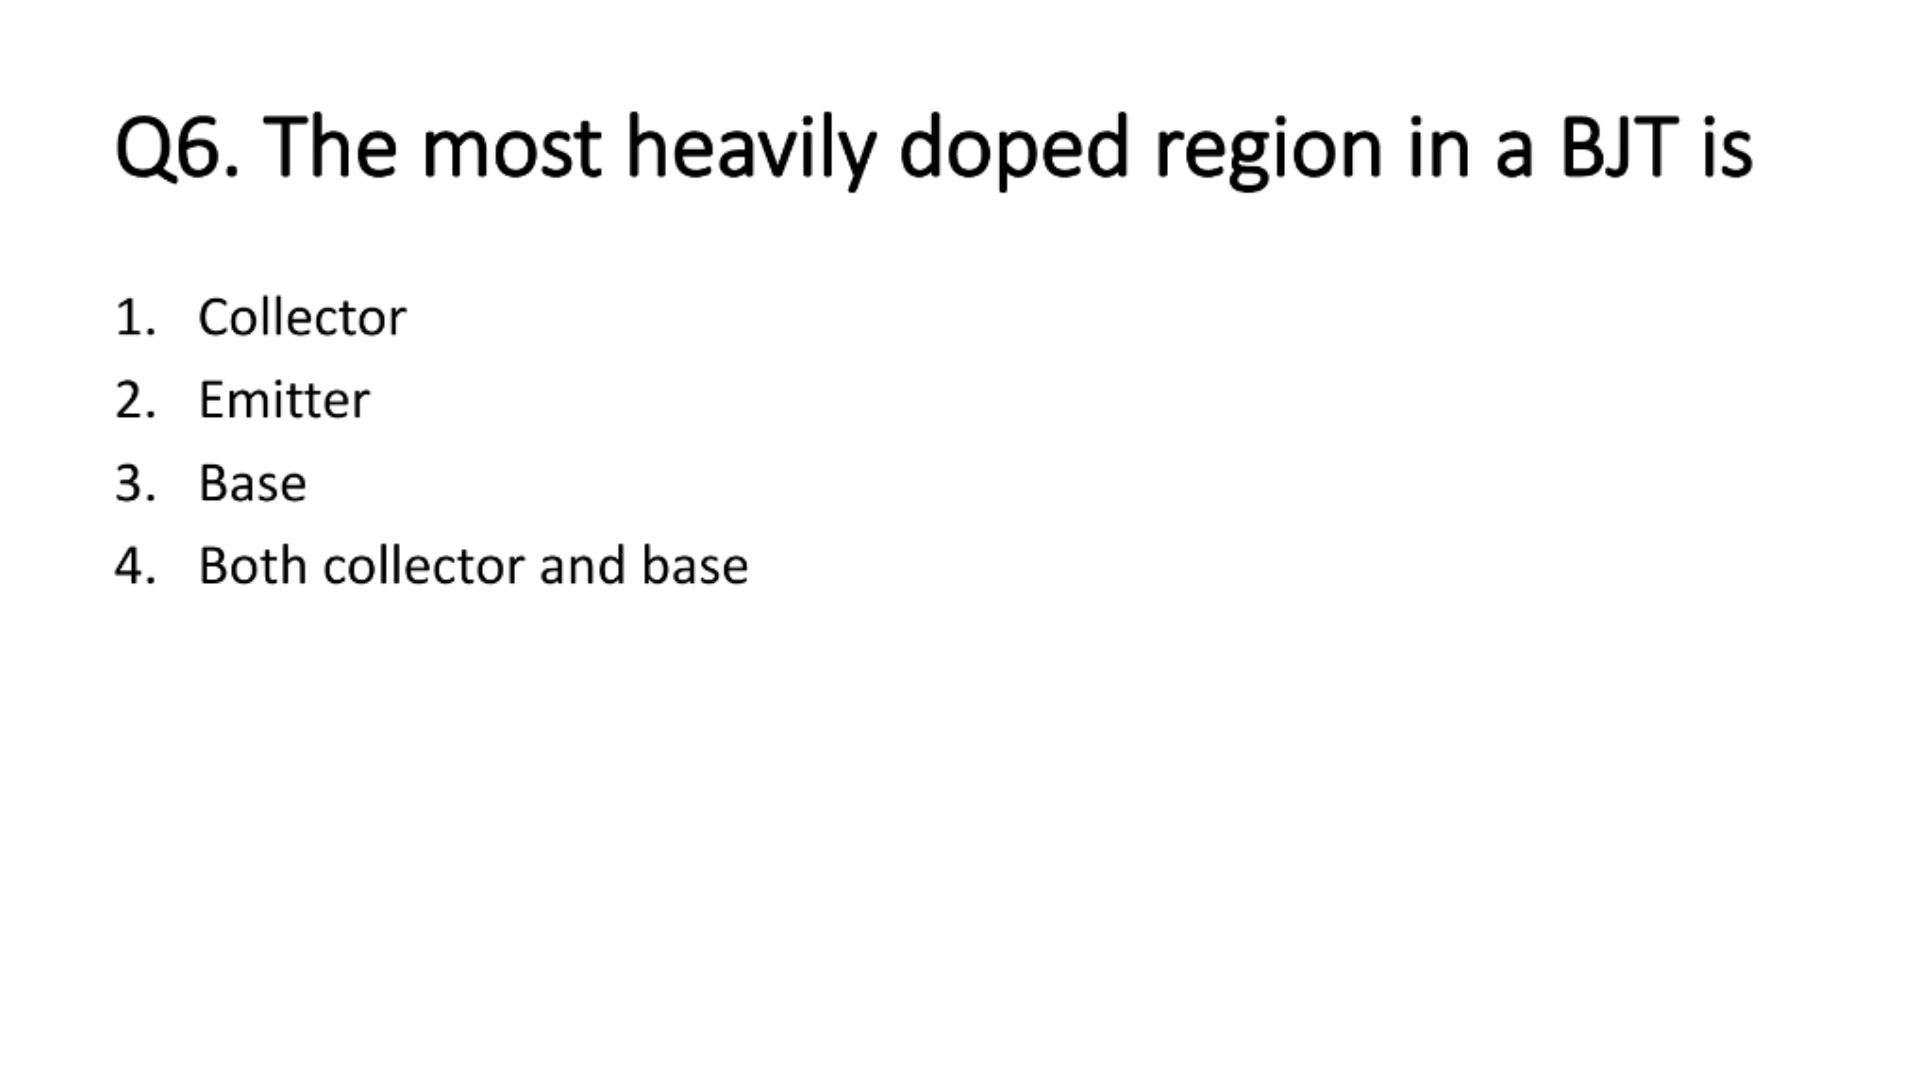 Q6. The most heavily doped region in a BJT is
1. Collector
2. Emitter
3. Base
4. Both collector and base